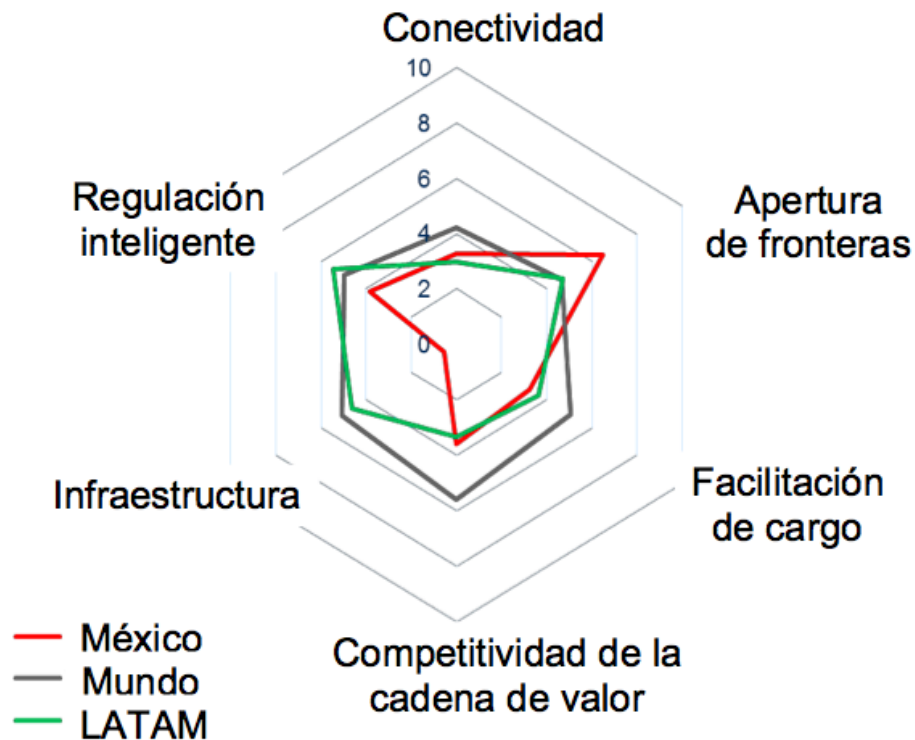 Conectividad
10
8
6
4
2
0
Regulación
inteligente
Apertura
de fronteras
Infraestructura
Facilitación
de cargo
Competitividad de la
cadena de valor
México
Mundo
LATAM